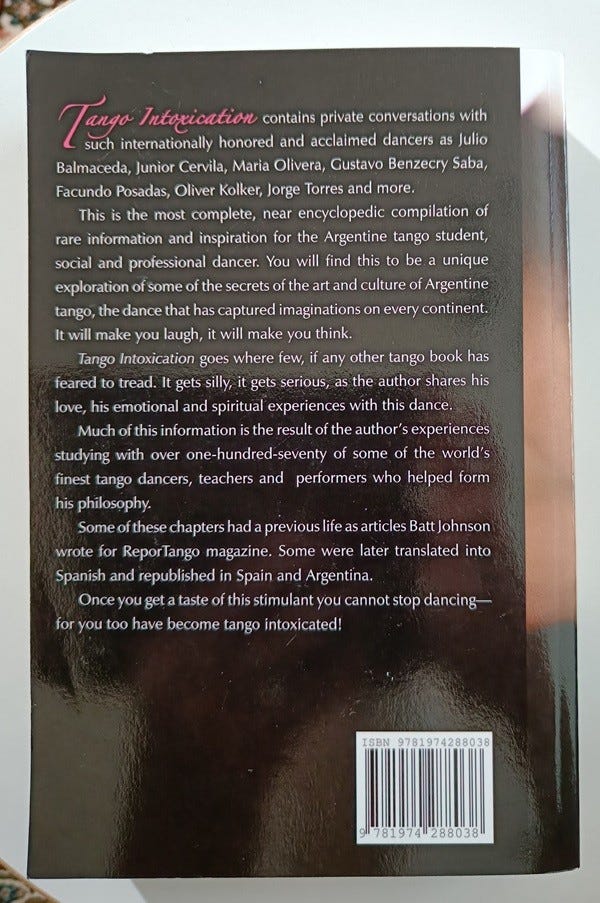 Tango Intoxication contains private conversations with
such internationally honored and acclaimed dancers as Julio
Balmaceda, Junior Cervila, Maria Olivera, Gustavo Benzecry Saba,
Facundo Posadas, Oliver Kolker, Jorge Torres and more.
This is the most complete, near encyclopedic compilation of
rare information and inspiration for the Argentine tango student,
social and professional dancer. You will find this to be a unique
exploration of some of the secrets of the art and culture of Argentine
tango, the dance that has captured imaginations on every continent.
It will make you laugh, it will make you think.
Tango Intoxication goes where few, if any other tango book has
feared to tread. It gets silly, it gets serious, as the author shares his
love, his emotional and spiritual experiences with this dance.
Much of this information is the result of the author's experiences
studying with over one-hundred-seventy of some of the world's
finest tango dancers, teachers and performers who helped form
his philosophy.
Some of these chapters had a previous life as articles Batt Johnson
wrote for ReporTango magazine. Some were later translated into
Spanish and republished in Spain and Argentina.
Once you get a taste of this stimulant you cannot stop dancing—
for you too have become tango intoxicated!
ISBN 9781974288038
9 781974 288038